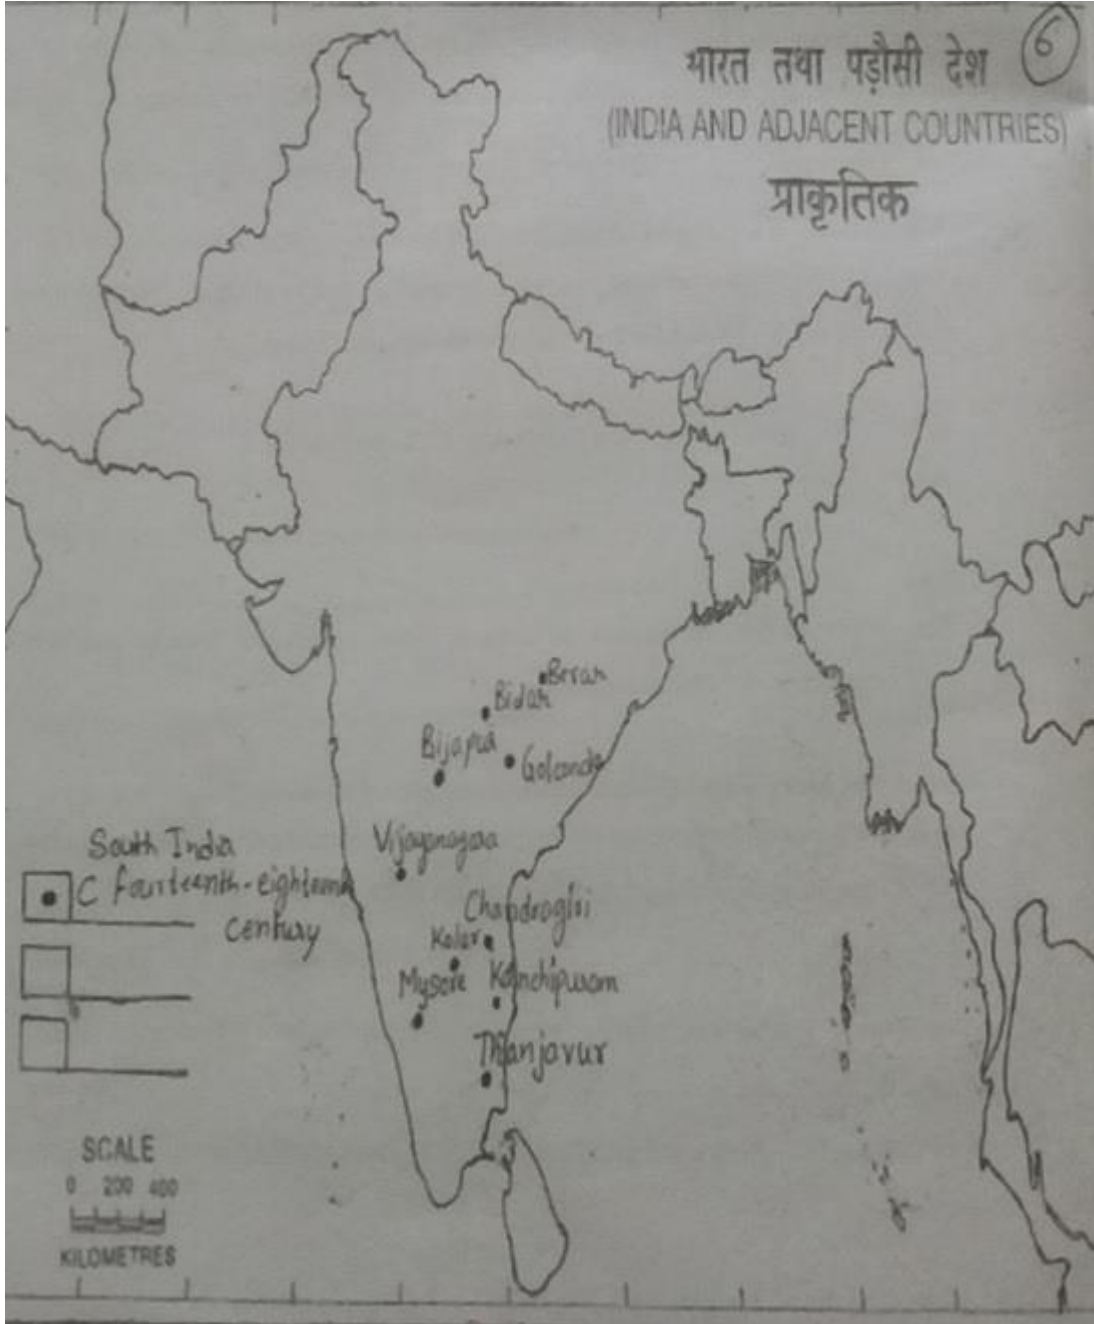 भारत तथा पड़ौसी देश
6
(INDIA AND ADJACENT COUNTRIES)
प्राकृतिक
Berar
Bidar
Bijapur
Golconda
Vijaynagaa
South India
C fourteenth-eighteenth
century
Chandragiri
Kolar
Mysore
Kanchipuram
Thanjavur
SCALE
0 200 400
KILOMETRES